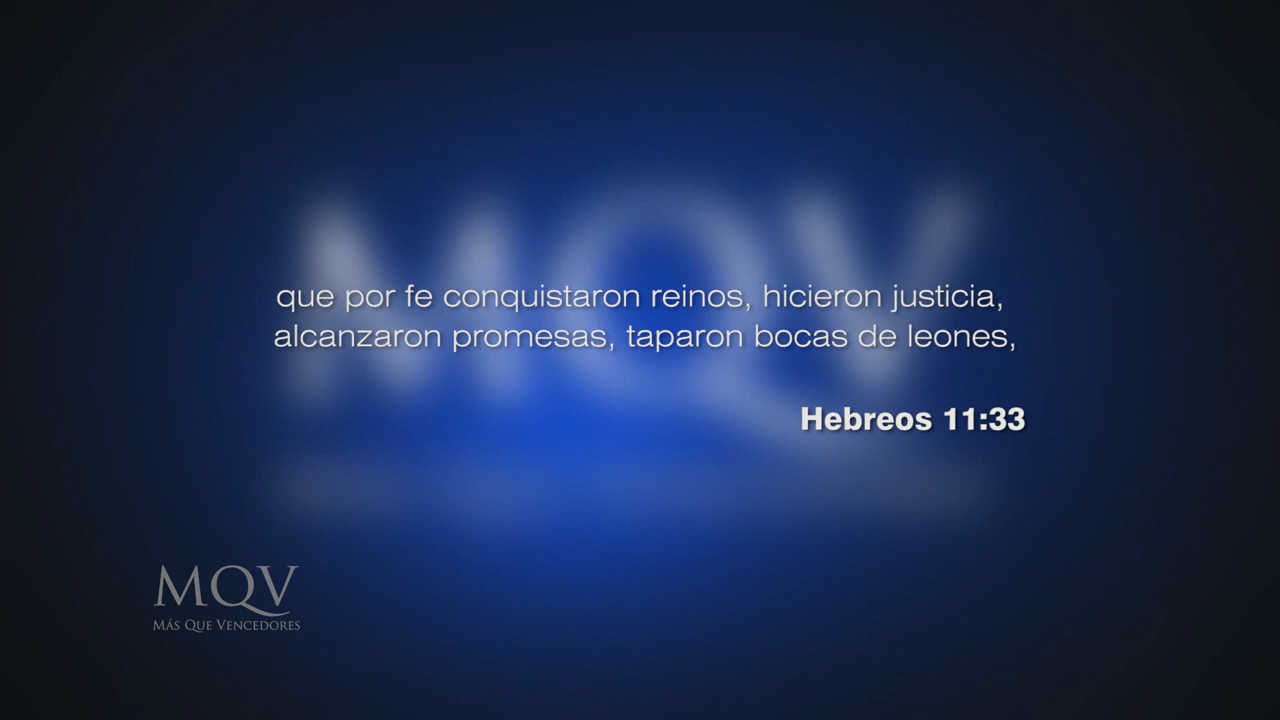 que por fe conquistaron reinos, hicieron justicia,
alcanzaron promesas, taparon bocas de leones,
Hebreos 11:33
MQV
MQV
MÁS QUE VENCEDORES